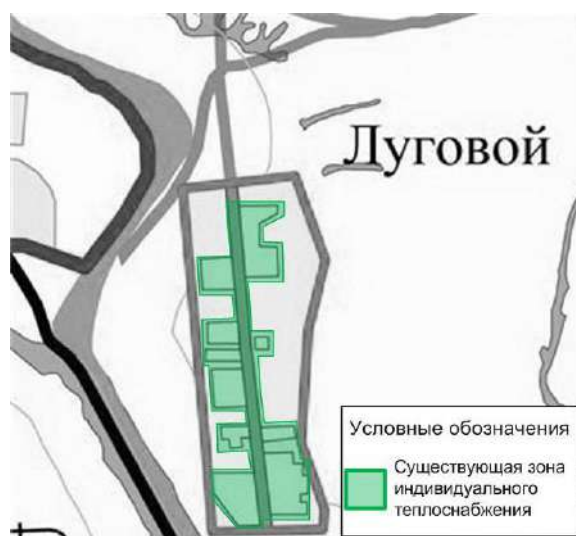 Луговой
Условные обозначения
Существующая зона
индивидуального
теплоснабжения